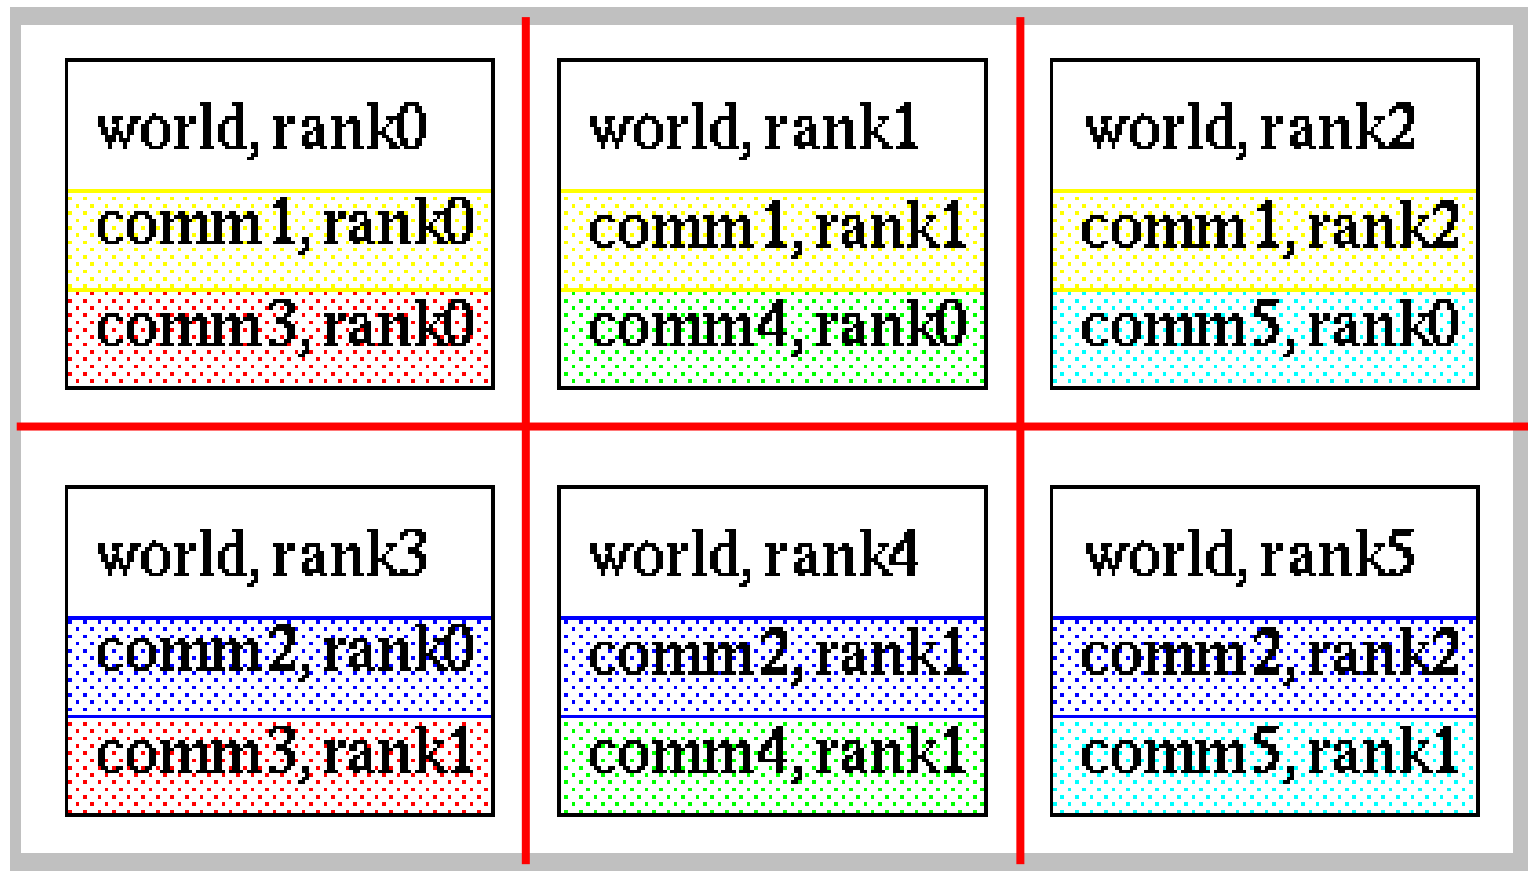 world, rank0
comm1, rank0
comm3, rank0
world, rank1
comm1, rank1
comm4, rank0
world, rank2
comm1, rank2
comm5, rank0
world, rank3
comm2, rank0
comm3, rank1
world, rank4
comm2, rank1
comm4, rank1
world, rank5
comm2, rank2
comm5, rank1